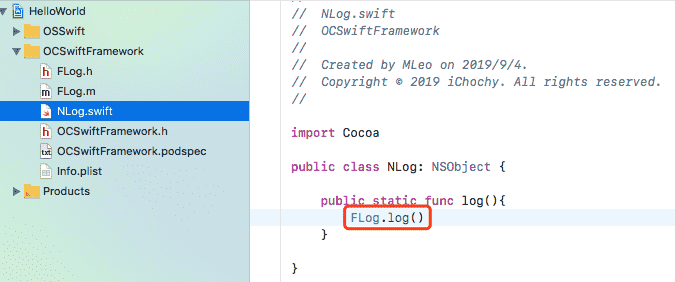 HelloWorld
OSSwift
OCSwiftFramework
FLog.h
FLog.m
NLog.swift
OCSwiftFramework.h
OCSwiftFramework.podspec
Info.plist
Products
//
//  NLog.swift
//  OCSwiftFramework
//
//  Created by MLeo on 2019/9/4.
//  Copyright © 2019 iChochy. All rights reserved.
//
import Cocoa
public class NLog: NSObject {
    public static func log(){
        FLog.log()
    }
}